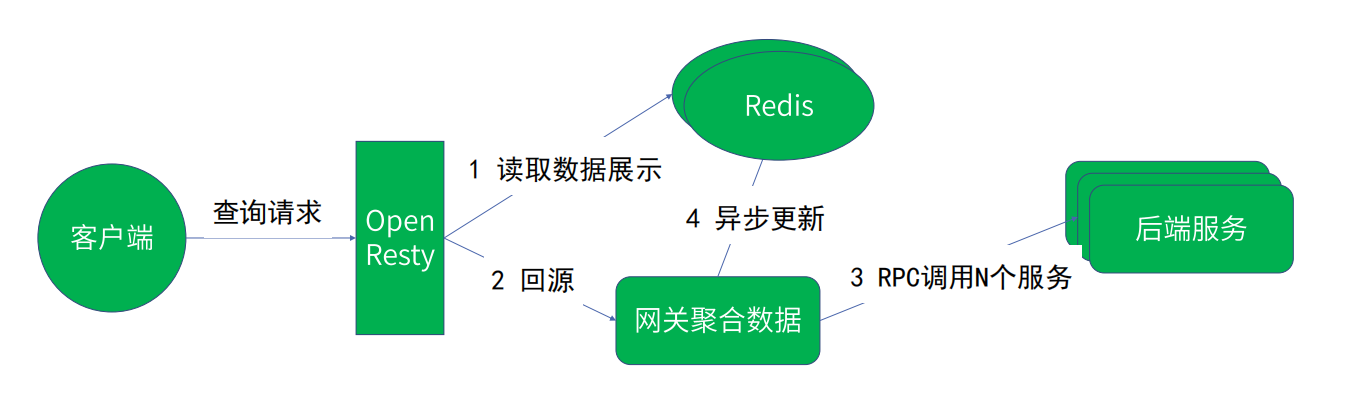 客户端
查询请求
Open
Resty
1 读取数据展示
Redis
2 回源
4 异步更新
网关聚合数据
3 RPC调用N个服务
后端服务